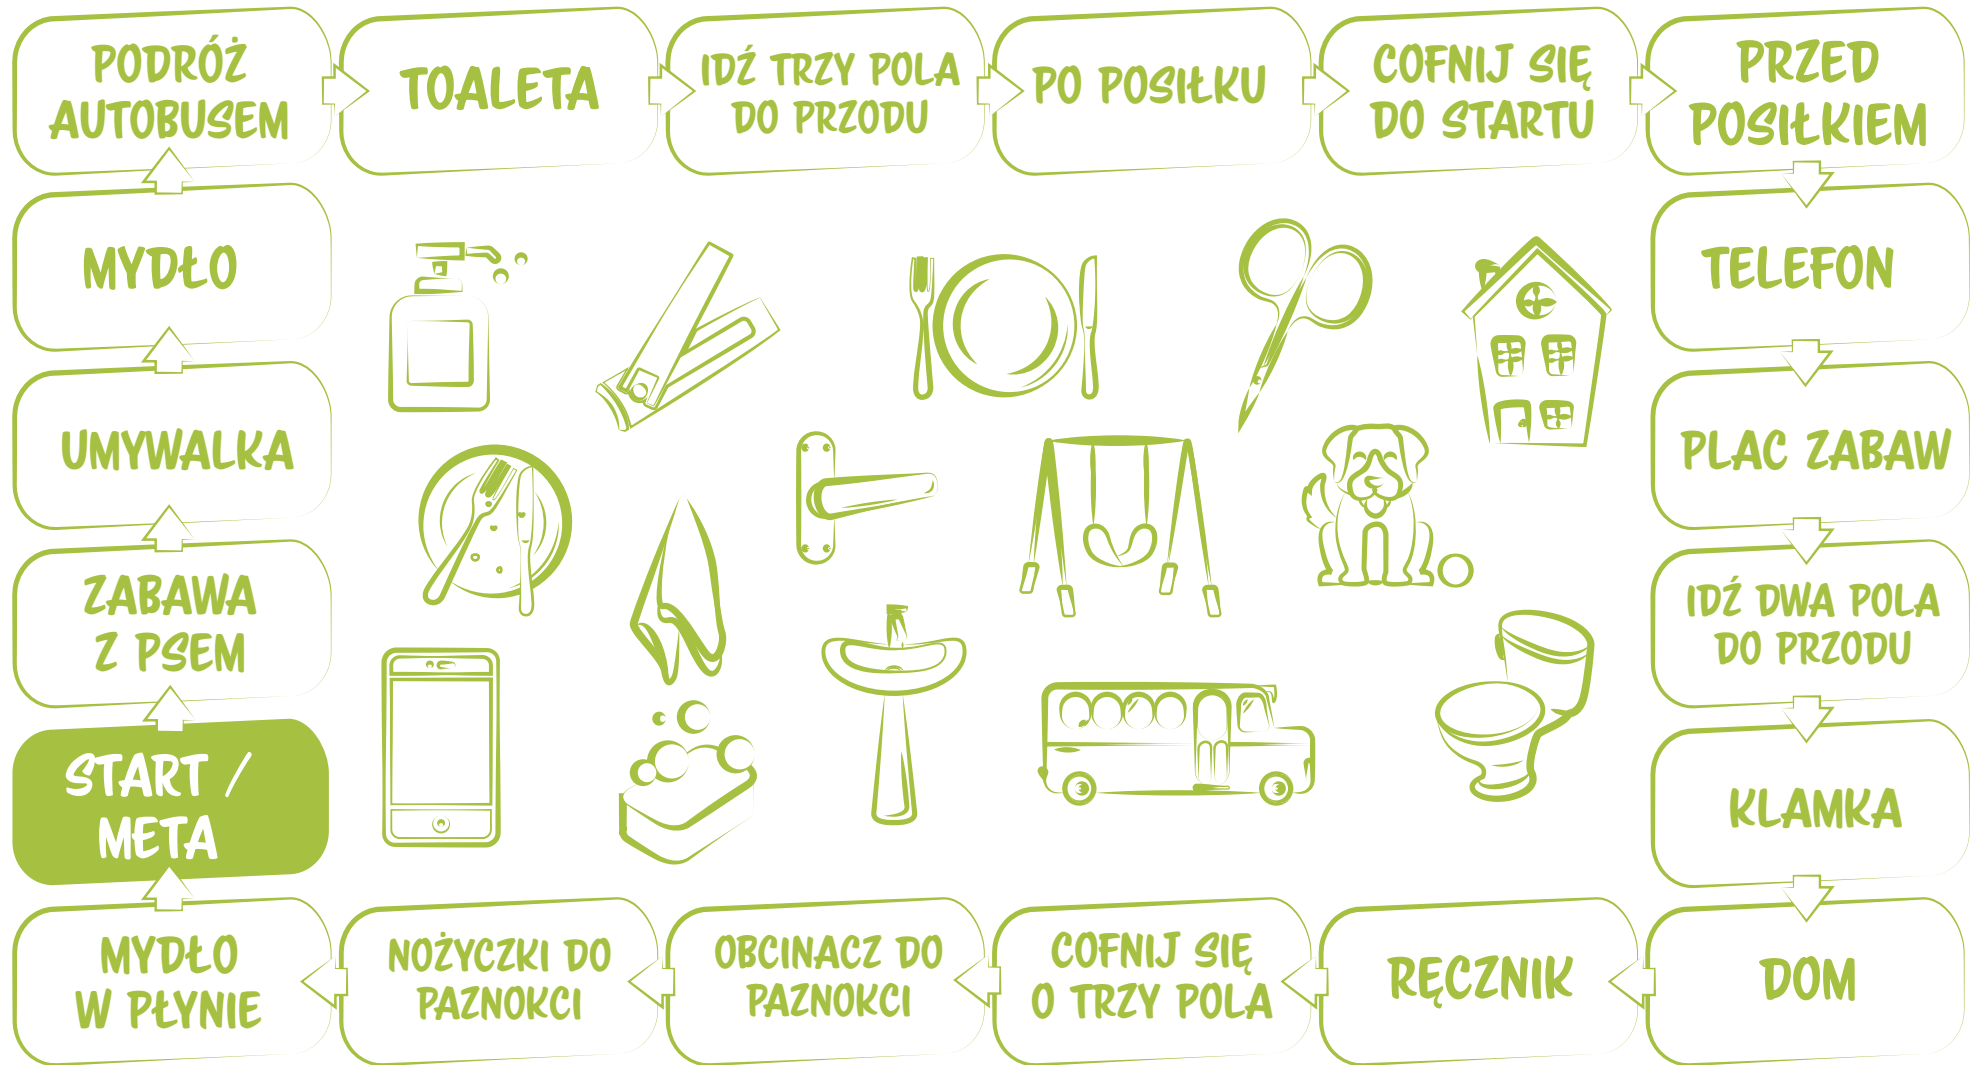 PODRÓŻ
AUTOBUSEM
TOALETA
IDŹ TRZY POLA
DO PRZODU
PO POSIŁKU
COFNIJ SIĘ
DO STARTU
PRZED
POSIŁKIEM
MYDŁO
TELEFON
UMYWALKA
PLAC ZABAW
ZABAWA
Z PSEM
IDŹ DWA POLA
DO PRZODU
START /
META
KLAMKA
MYDŁO
W PŁYNIE
NOŻYCZKI DO
PAZNOKCI
OBCINACZ DO
PAZNOKCI
COFNIJ SIĘ
O TRZY POLA
RĘCZNIK
DOM